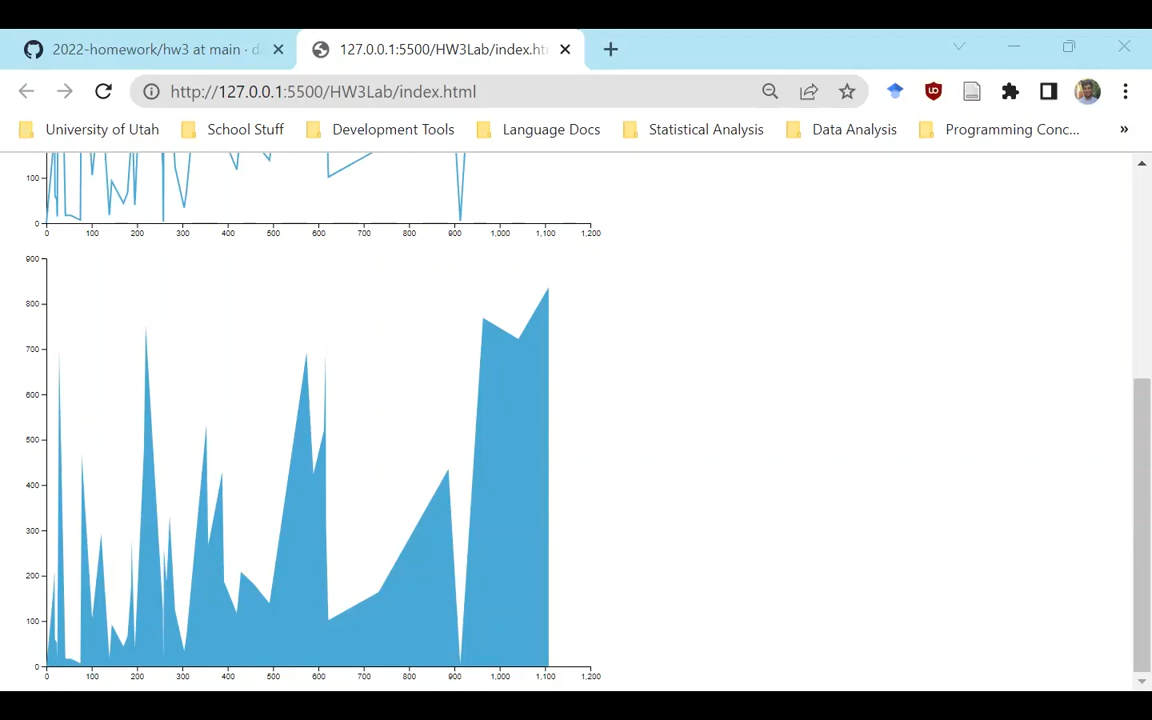 2022-homework/hw3 at main · d
127.0.0.1:5500/HW3Lab/index.ht
http://127.0.0.1:5500/HW3Lab/index.html
University of Utah School Stuff Development Tools Language Docs Statistical Analysis Data Analysis Programming Conc... »
100
0
0 100 200 300 400 500 600 700 800 900 1,000 1,100 1,200
900
800
700
600
500
400
300
200
100
0
0 100 200 300 400 500 600 700 800 900 1,000 1,100 1,200